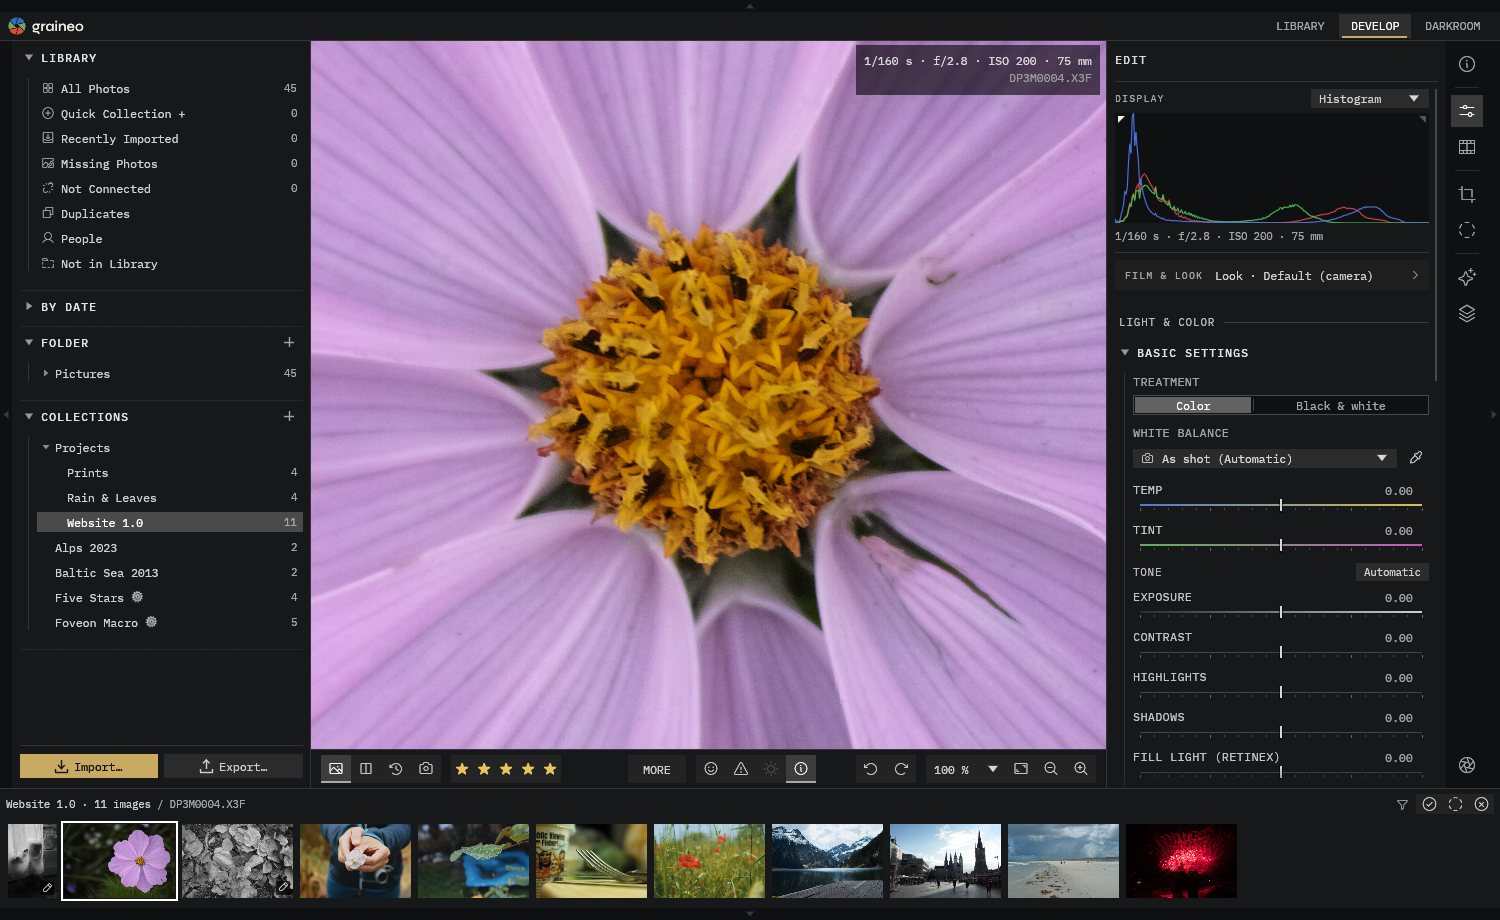 graineo
LIBRARY DEVELOP DARKROOM
LIBRARY
All Photos 45
Quick Collection + 0
Recently Imported 0
Missing Photos 0
Not Connected 0
Duplicates
People
Not in Library
BY DATE
FOLDER
Pictures 45
COLLECTIONS
Projects
Prints 4
Rain & Leaves 4
Website 1.0 11
Alps 2023 2
Baltic Sea 2013 2
Five Stars 4
Foveon Macro 5
Import…
Export…
1/160 s · f/2.8 · ISO 200 · 75 mm
DP3M0004.X3F
MORE
100 %
EDIT
DISPLAY Histogram
1/160 s · f/2.8 · ISO 200 · 75 mm
FILM & LOOK Look · Default (camera)
LIGHT & COLOR
BASIC SETTINGS
TREATMENT
Color Black & white
WHITE BALANCE
As shot (Automatic)
TEMP 0.00
TINT 0.00
TONE Automatic
EXPOSURE 0.00
CONTRAST 0.00
HIGHLIGHTS 0.00
SHADOWS 0.00
FILL LIGHT (RETINEX) 0.00
Website 1.0 · 11 images / DP3M0004.X3F